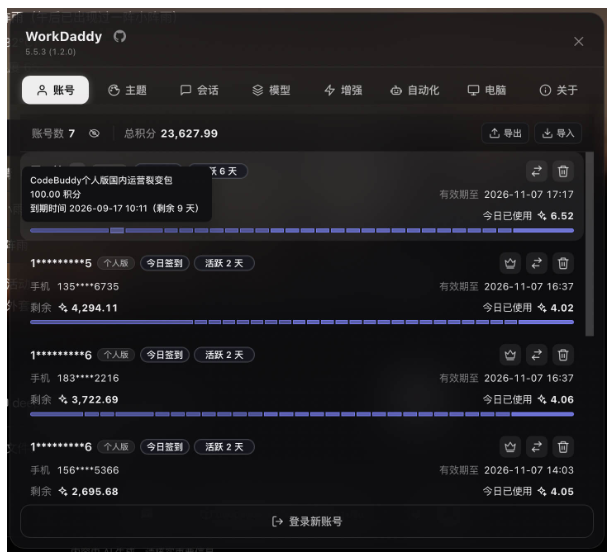 WorkDaddy
5.5.3 (1.2.0)
账号 主题 会话 模型 增强 自动化 电脑 关于
账号数 7 总积分 23,627.99 导出 导入
活跃 6 天
CodeBuddy个人版国内运营裂变包
100.00 积分
到期时间 2026-09-17 10:11（剩余 9 天）
有效期至 2026-11-07 17:17
今日已使用 6.52
1*********5 个人版 今日签到 活跃 2 天
手机 135****6735 有效期至 2026-11-07 16:37
剩余 4,294.11 今日已使用 4.02
1*********6 个人版 今日签到 活跃 2 天
手机 183****2216 有效期至 2026-11-07 16:37
剩余 3,722.69 今日已使用 4.06
1*********6 个人版 今日签到 活跃 2 天
手机 156****5366 有效期至 2026-11-07 14:03
剩余 2,695.68 今日已使用 4.05
登录新账号